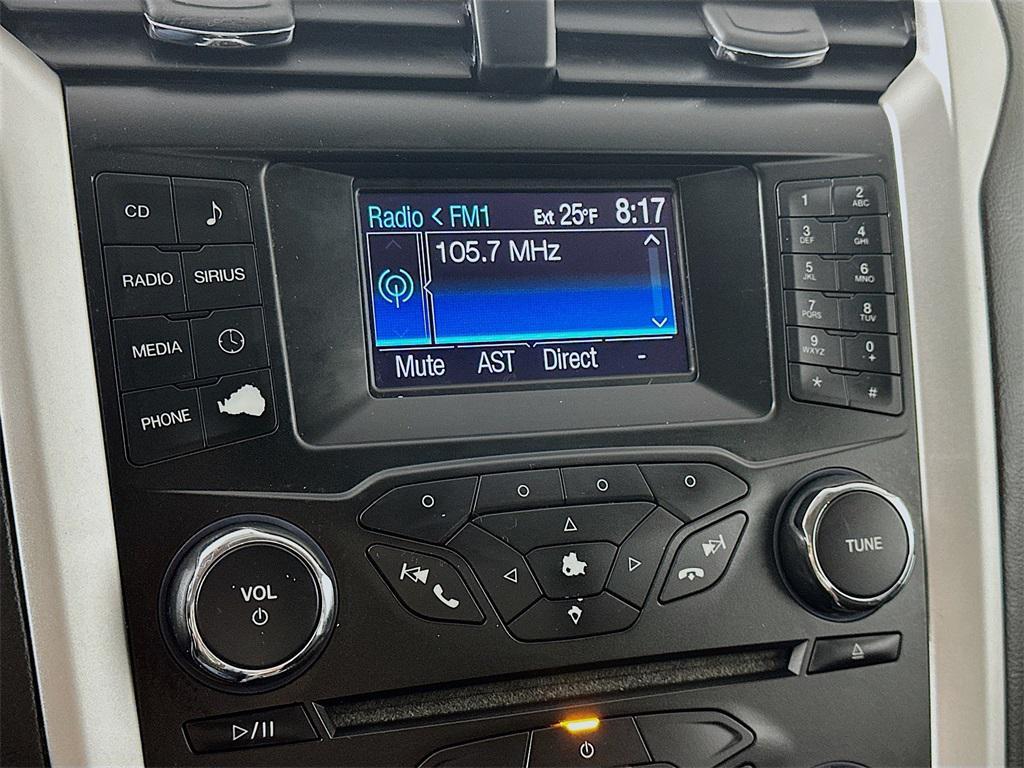 Radio < FM1 Ext 25°F 8:17
105.7 MHz
Mute AST Direct -
CD
RADIO SIRIUS
MEDIA
PHONE
1 2 ABC
3 DEF 4 GHI
5 JKL 6 MNO
7 PQRS 8 TUV
9 WXYZ 0 +
* #
VOL
TUNE